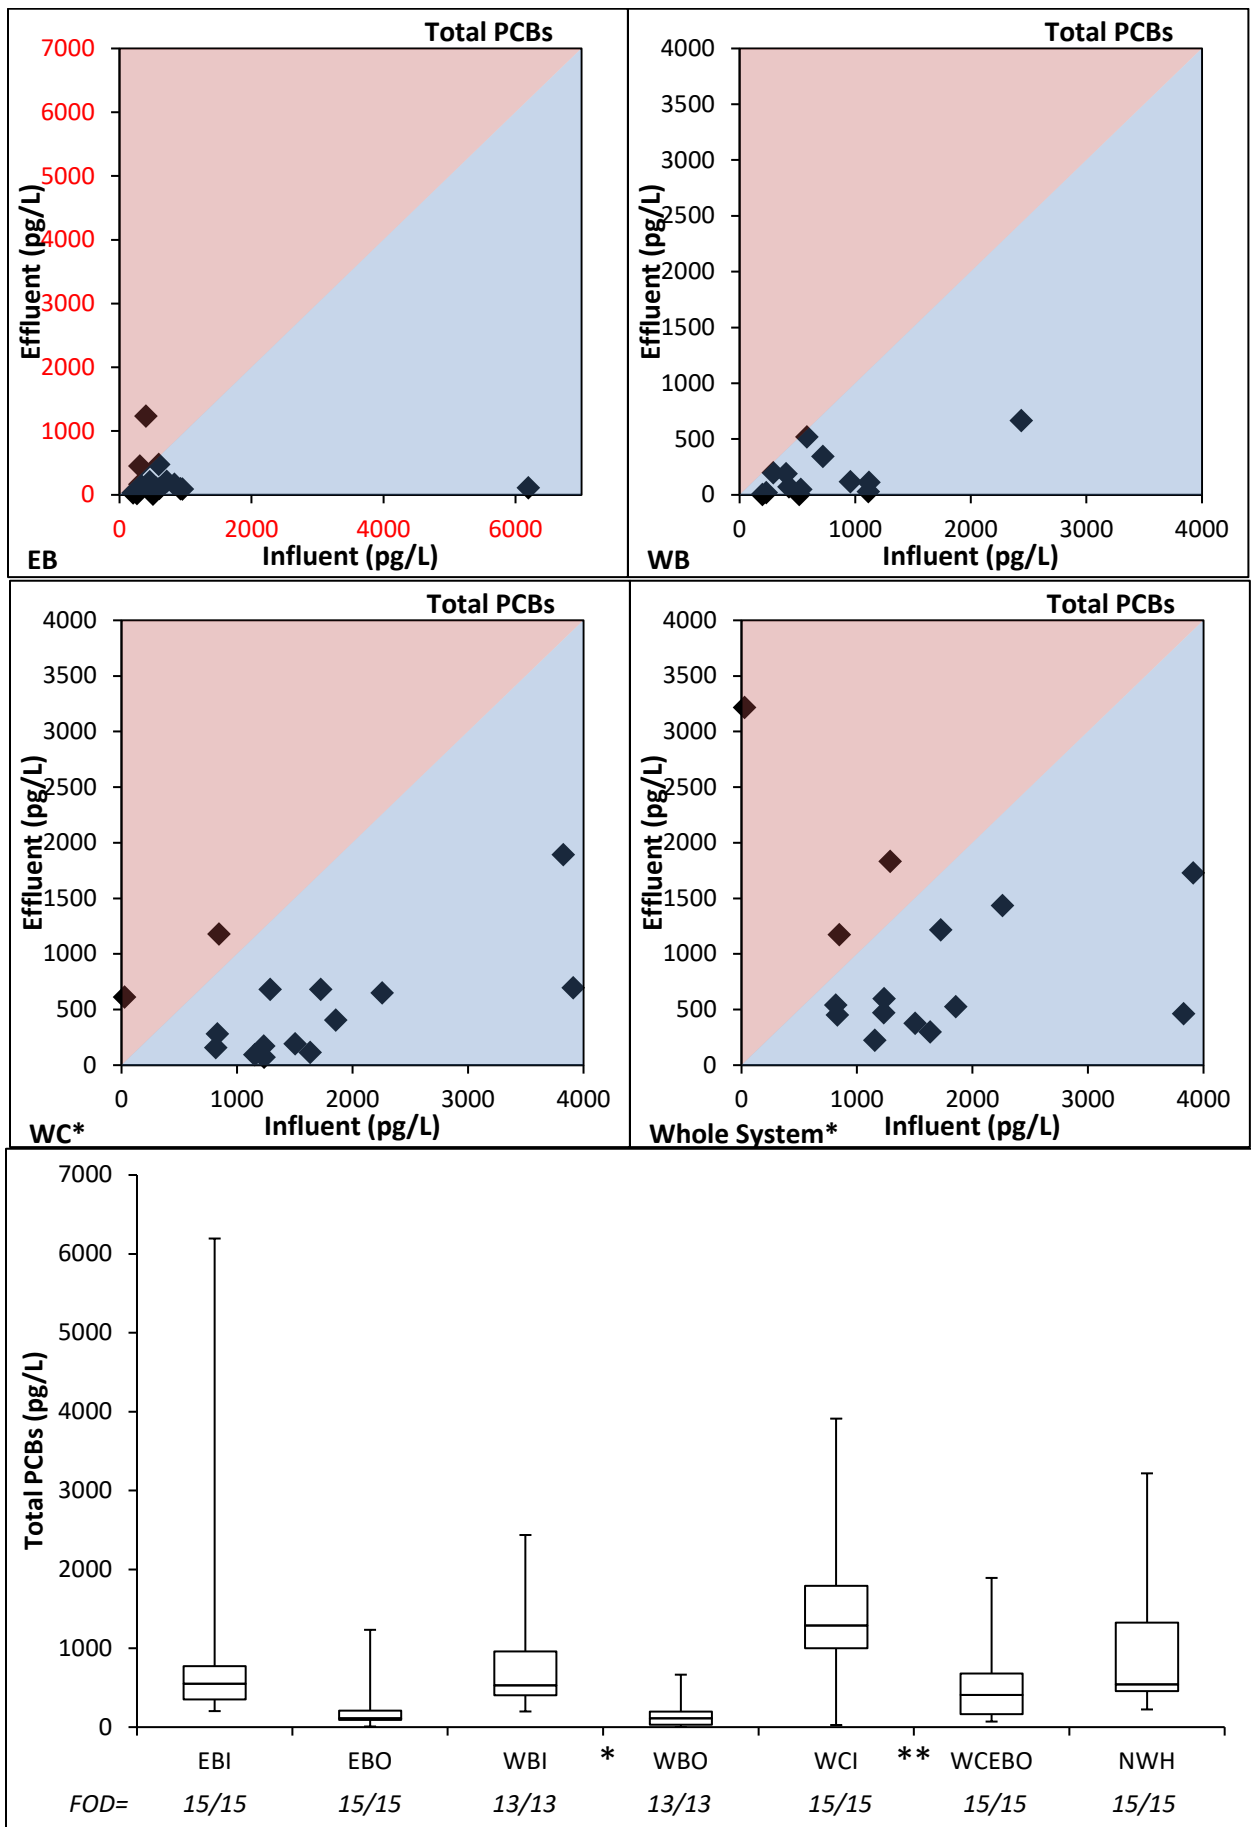 Total PCBs
7000
6000
5000
4000
3000
2000
1000
0
Effluent (pg/L)
0 2000 4000 6000
Influent (pg/L)
EB
Total PCBs
4000
3500
3000
2500
2000
1500
1000
500
0
Effluent (pg/L)
0 1000 2000 3000 4000
Influent (pg/L)
WB
Total PCBs
4000
3500
3000
2500
2000
1500
1000
500
0
Effluent (pg/L)
0 1000 2000 3000 4000
Influent (pg/L)
WC*
Total PCBs
4000
3500
3000
2500
2000
1500
1000
500
0
Effluent (pg/L)
0 1000 2000 3000 4000
Influent (pg/L)
Whole System*
7000
6000
5000
4000
3000
2000
1000
0
Total PCBs (pg/L)
EBI EBO WBI * WBO WCI ** WCEBO NWH
FOD= 15/15 15/15 13/13 13/13 15/15 15/15 15/15